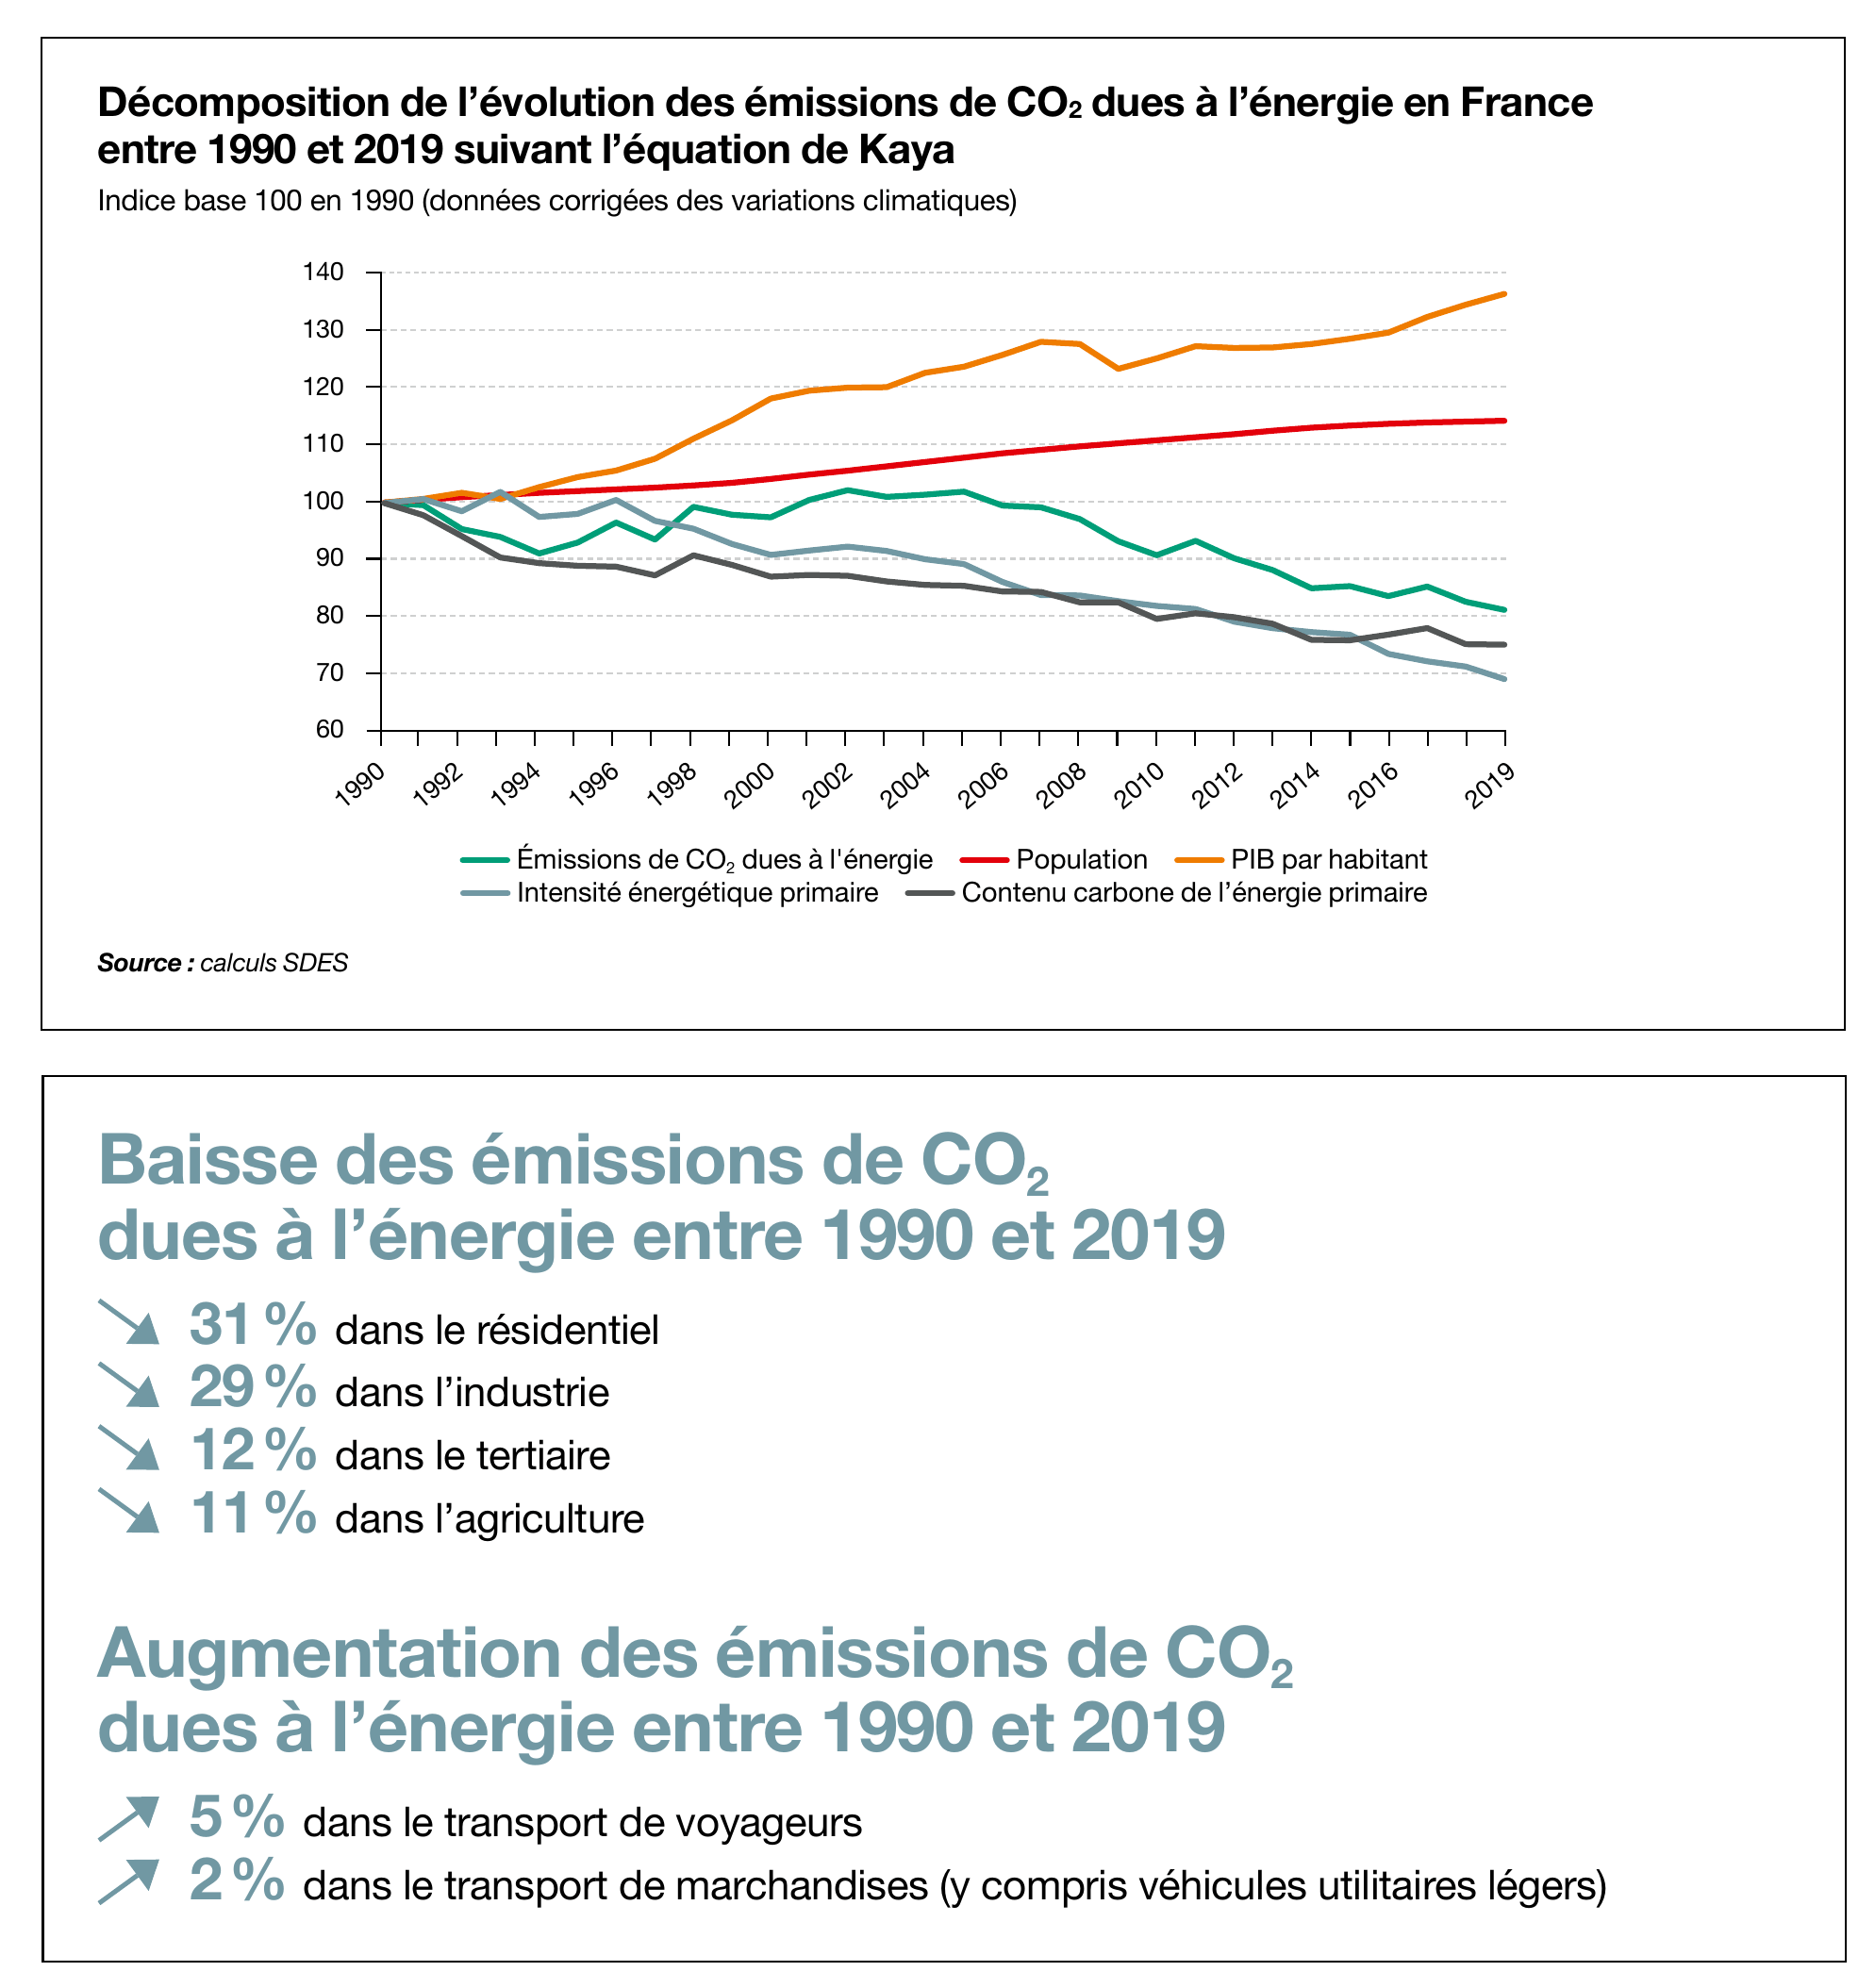 Décomposition de l’évolution des émissions de CO₂ dues à l’énergie en France
entre 1990 et 2019 suivant l’équation de Kaya
Indice base 100 en 1990 (données corrigées des variations climatiques)
140
130
120
110
100
90
80
70
60
1990 1992 1994 1996 1998 2000 2002 2004 2006 2008 2010 2012 2014 2016 2019
Émissions de CO₂ dues à l'énergie Population PIB par habitant
Intensité énergétique primaire Contenu carbone de l’énergie primaire
Source : calculs SDES
Baisse des émissions de CO₂
dues à l’énergie entre 1990 et 2019
31 % dans le résidentiel
29 % dans l’industrie
12 % dans le tertiaire
11 % dans l’agriculture
Augmentation des émissions de CO₂
dues à l’énergie entre 1990 et 2019
5 % dans le transport de voyageurs
2 % dans le transport de marchandises (y compris véhicules utilitaires légers)